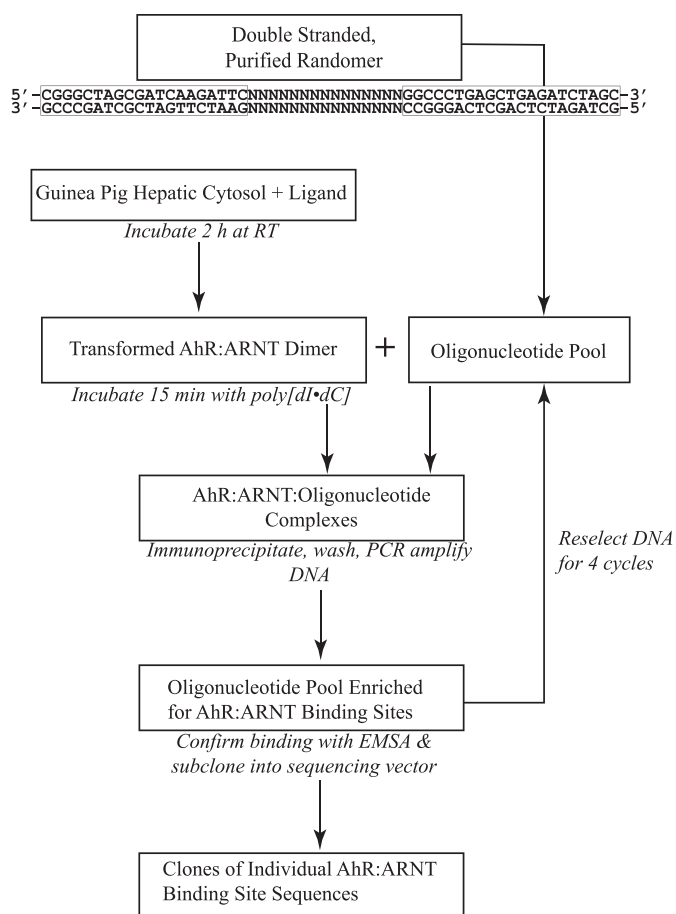 Double Stranded,
Purified Randomer
5′-CGGGCTAGCGATCAAGATTCNNNNNNNNNNNNNNNGGCCCTGAGCTGAGATCTAGC-3′
3′-GCCCGATCGCTAGTTCTAAGNNNNNNNNNNNNNNNCCGGGACTCGACTCTAGATCG-5′
Guinea Pig Hepatic Cytosol + Ligand
Incubate 2 h at RT
Transformed AhR:ARNT Dimer
+
Oligonucleotide Pool
Incubate 15 min with poly[dI•dC]
AhR:ARNT:Oligonucleotide
Complexes
Immunoprecipitate, wash, PCR amplify
DNA
Reselect DNA
for 4 cycles
Oligonucleotide Pool Enriched
for AhR:ARNT Binding Sites
Confirm binding with EMSA &
subclone into sequencing vector
Clones of Individual AhR:ARNT
Binding Site Sequences